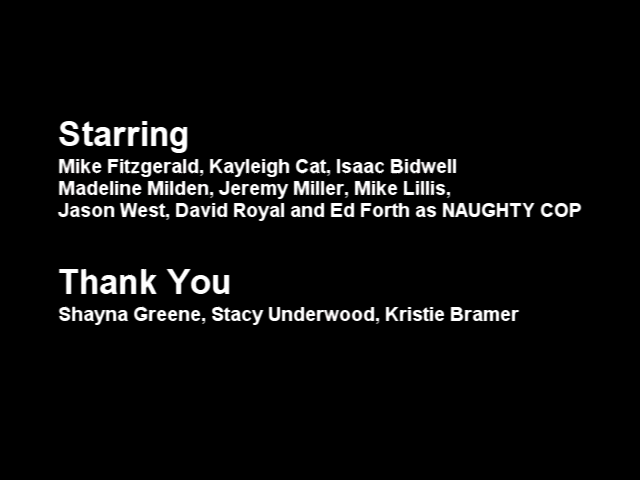 Starring
Mike Fitzgerald, Kayleigh Cat, Isaac Bidwell
Madeline Milden, Jeremy Miller, Mike Lillis,
Jason West, David Royal and Ed Forth as NAUGHTY COP
Thank You
Shayna Greene, Stacy Underwood, Kristie Bramer